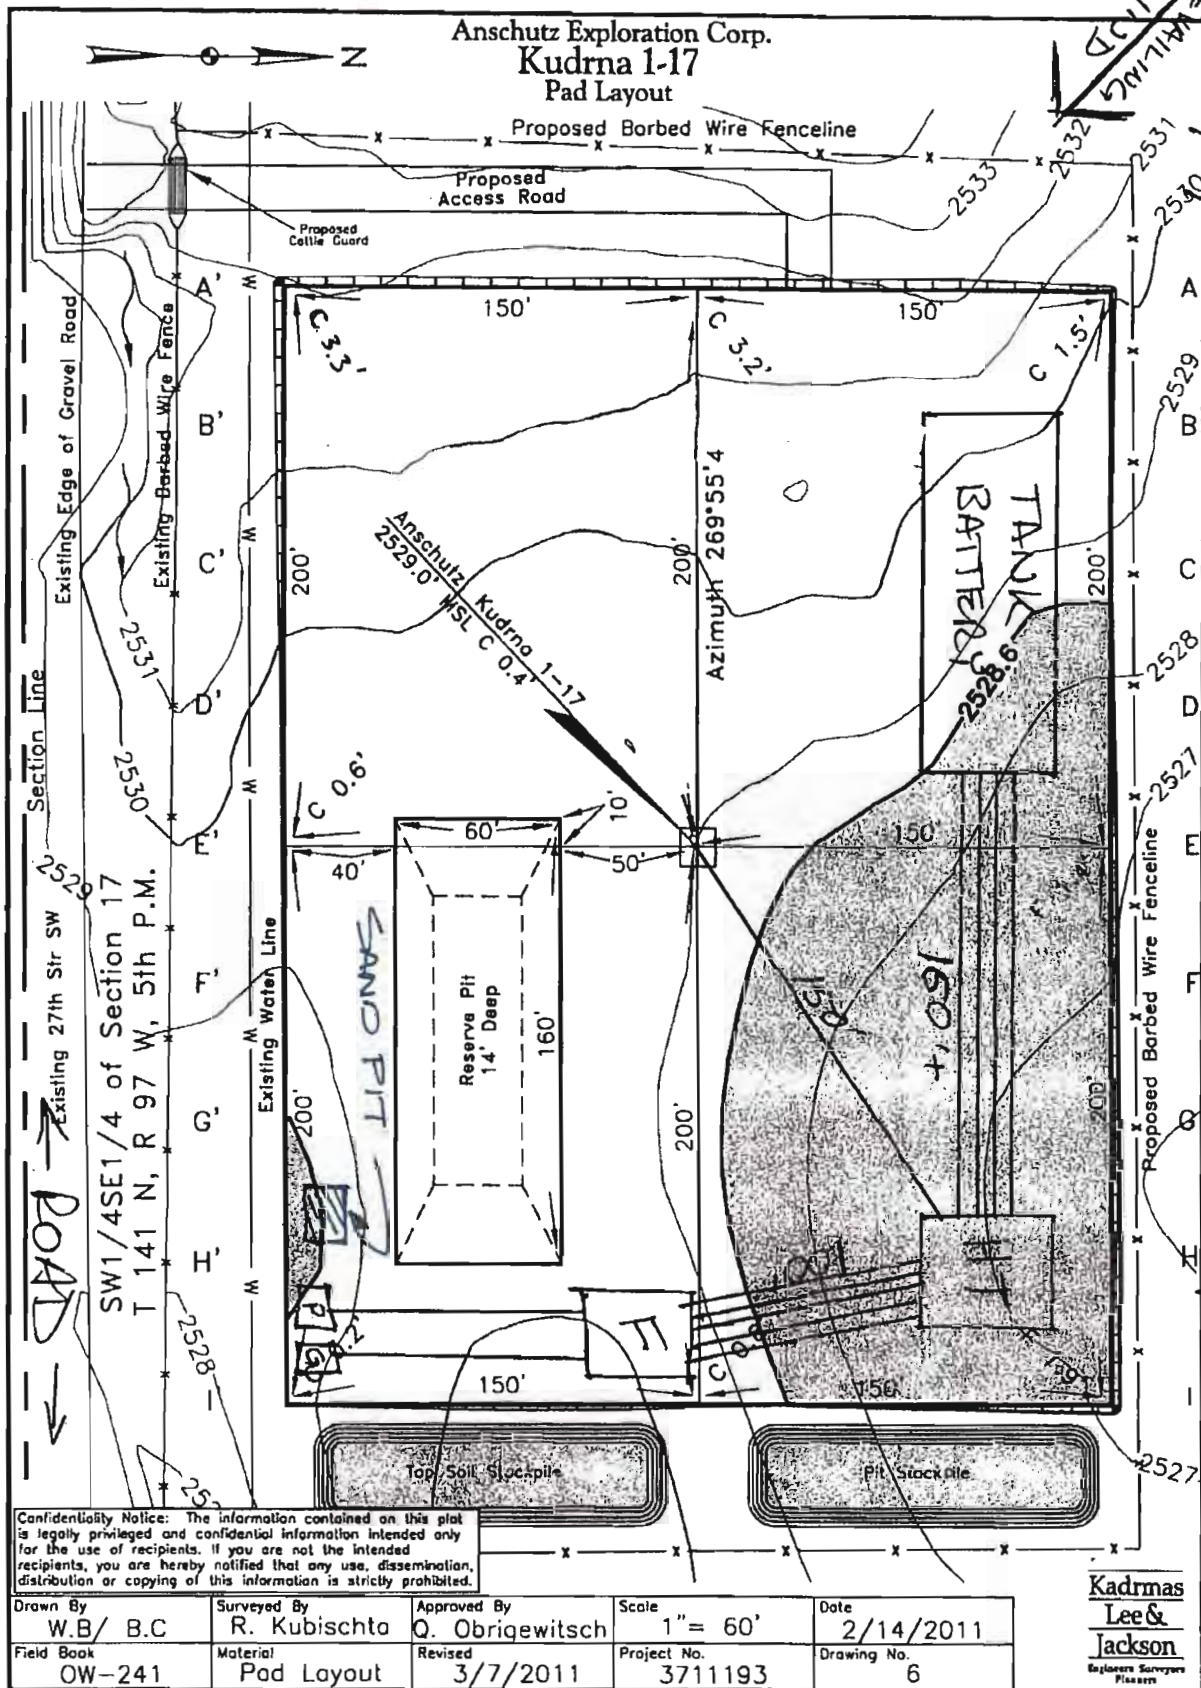 Anschutz Exploration Corp.
Kudrna 1-17
Pad Layout
N
PREVAILING
WIND
Proposed Barbed Wire Fenceline
Proposed
Access Road
Proposed
Cattle Guard
2533
2532
2531
2530
2529
2528
2527
2527
A'
B'
C'
D'
E'
F'
G'
H'
A
B
C
D
E
F
G
H
I
I
150'
150'
C 3.3'
C 3.2'
C 1.5'
Existing Edge of Gravel Road
Existing Barbed Wire Fence
W
W
W
W
W
200'
200'
200'
Azimuth 269°55'4
TANK
BATTERY
2528.6
Anschutz Kudrna 1-17
2529.0' MSL C 0.4'
2531
2530
2529
2528
Section Line
Existing 27th Str SW
SW1/4SE1/4 of Section 17
T 141 N, R 97 W, 5th P.M.
Existing Water Line
C 0.6'
60'
10'
40'
50'
150'
SAND PIT
Reserve Pit
14' Deep
160'
150'
160'+
Proposed Barbed Wire Fenceline
200'
200'
200'
ROAD
P
G
150'
150'
Top Soil Stockpile
Pit Stockpile
Confidentiality Notice: The information contained on this plat
is legally privileged and confidential information intended only
for the use of recipients. If you are not the intended
recipients, you are hereby notified that any use, dissemination,
distribution or copying of this information is strictly prohibited.
Drawn By
W.B/ B.C
Surveyed By
R. Kubischta
Approved By
Q. Obrigewitsch
Scale
1"= 60'
Date
2/14/2011
Field Book
OW-241
Material
Pad Layout
Revised
3/7/2011
Project No.
3711193
Drawing No.
6
Kadrmas
Lee &
Jackson
Engineers Surveyors
Planners